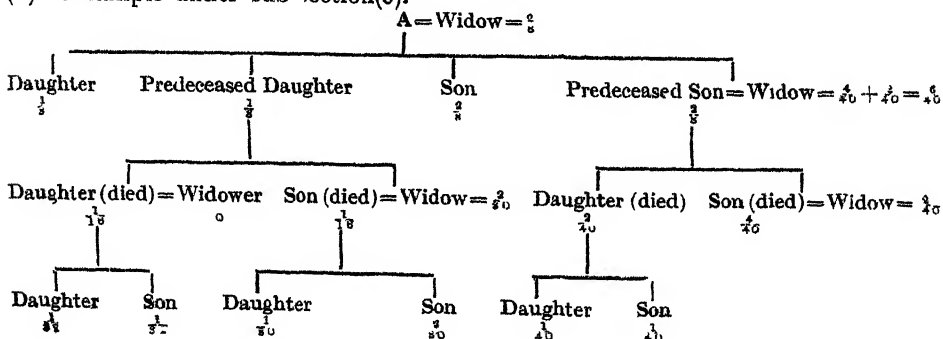 example under sub-section
A=Widow=2/8
Daughter Predeceased Daughter Son Predeceased Son=Widow=4/40+2/40=6/40
1/8 1/8 2/8 2/8
Daughter (died)=Widower Son (died)=Widow=2/80 Daughter (died) Son (died)=Widow=2/40
1/16 0 1/16 2/40 4/40
Daughter Son Daughter Son Daughter Son
1/32 1/32 1/80 2/80 1/40 1/40